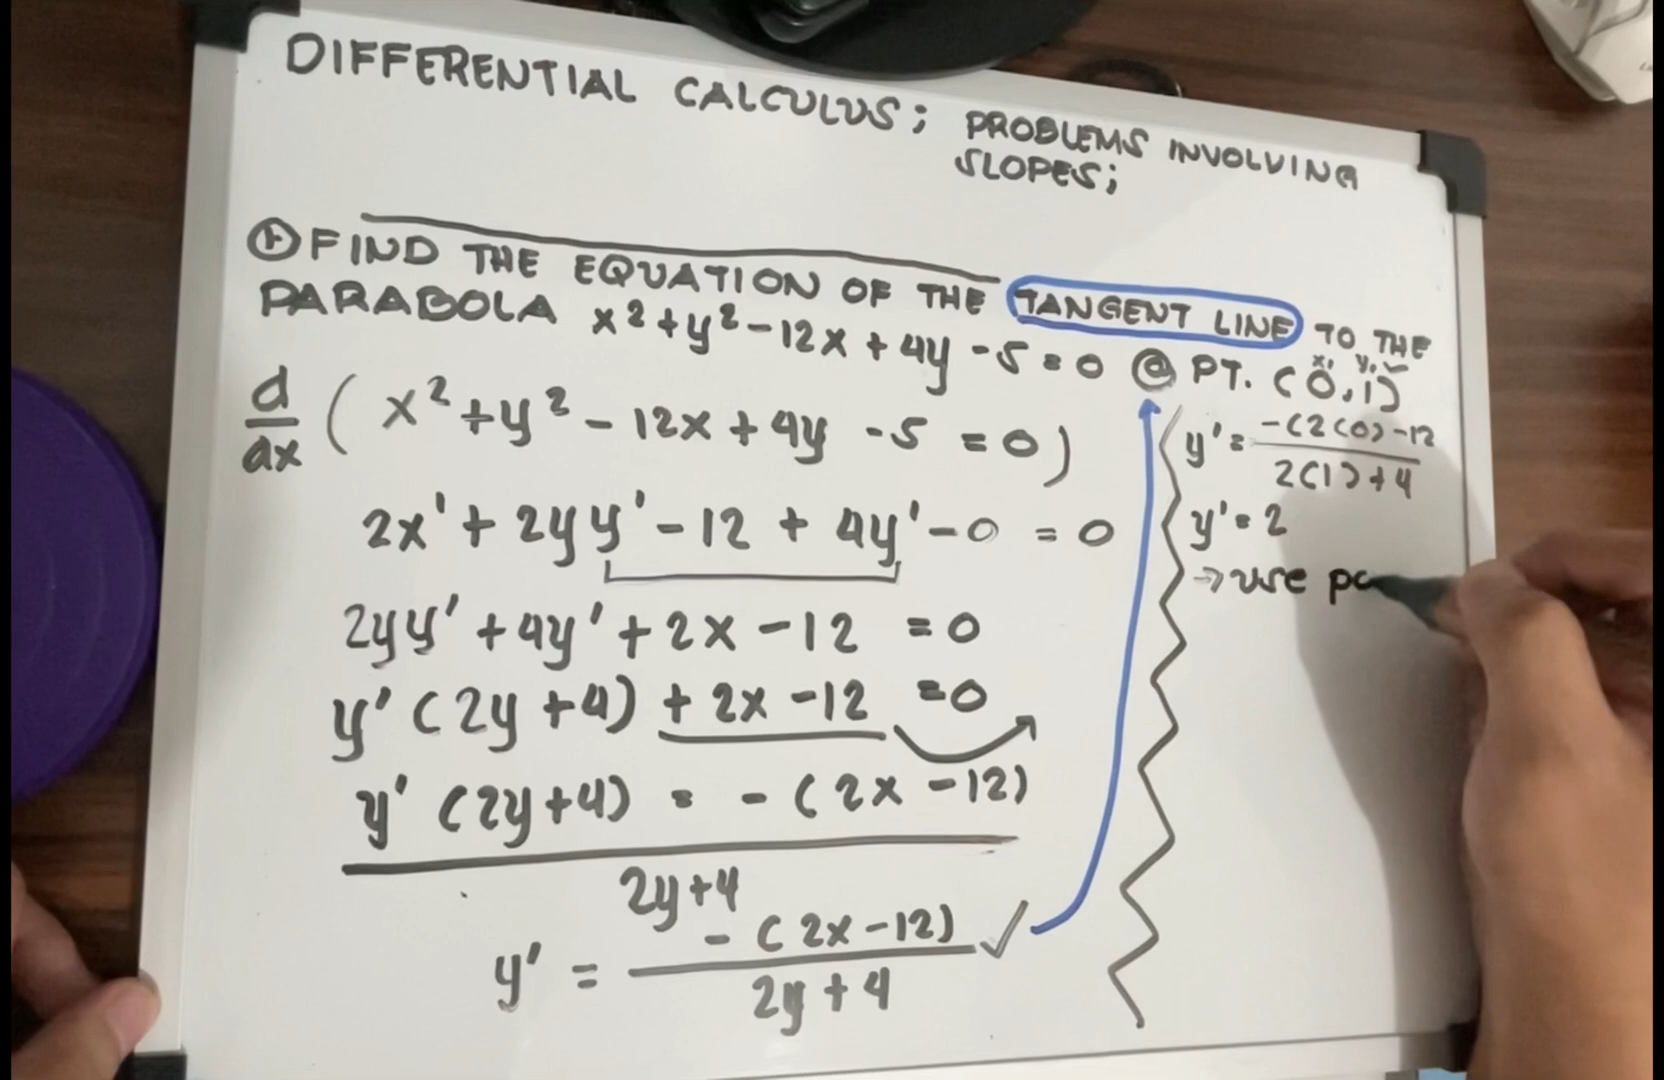 DIFFERENTIAL CALCULUS; PROBLEMS INVOLVING
SLOPES;
① FIND THE EQUATION OF THE TANGENT LINE TO THE
PARABOLA x²+y²-12x+4y-5=0 @ PT. (0,1)
x₁ y₁
d/dx (x²+y²-12x+4y-5=0)
2x'+2yy'-12+4y'-0=0
2yy'+4y'+2x-12=0
y'(2y+4)+2x-12=0
y'(2y+4)=-(2x-12)
2y+4
y'=-(2x-12)/2y+4 ✓
y'=-(2(0)-12/2(1)+4
y'=2
→use po